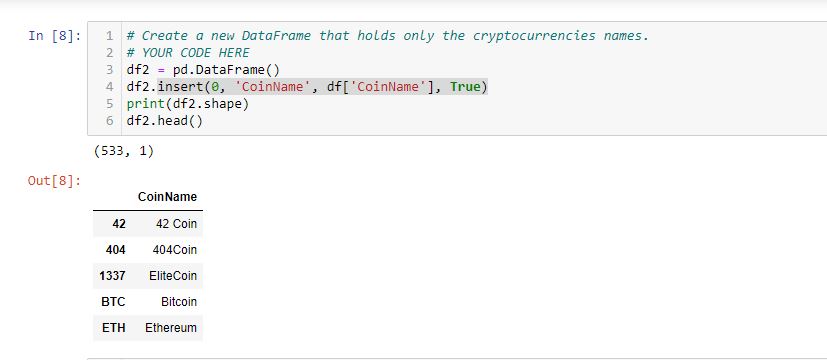 In [8]:
1 # Create a new DataFrame that holds only the cryptocurrencies names.
2 # YOUR CODE HERE
3 df2 = pd.DataFrame()
4 df2.insert(0, 'CoinName', df['CoinName'], True)
5 print(df2.shape)
6 df2.head()
(533, 1)
Out[8]:
CoinName
42 42 Coin
404 404Coin
1337 EliteCoin
BTC Bitcoin
ETH Ethereum